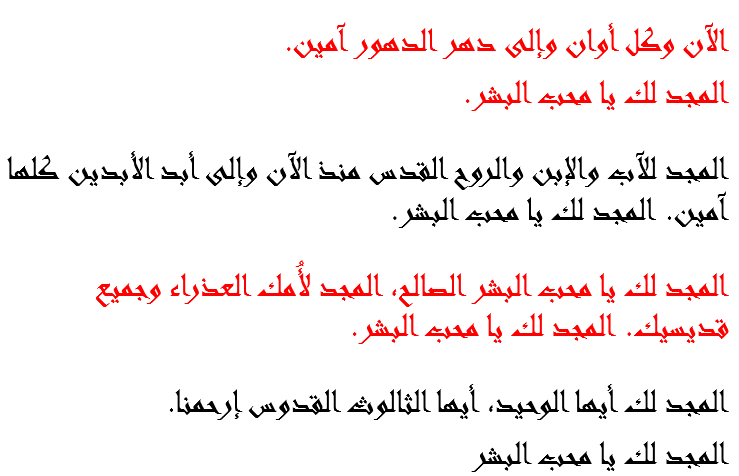 الآن وكل أوان وإلى دهر الدهور آمين.
المجد لك يا محب البشر.
المجد للآب والإبن والروح القدس منذ الآن وإلى أبد الأبدين كلها
آمين. المجد لك يا محب البشر.
المجد لك يا محب البشر الصالح، المجد لأُمك العذراء وجميع
قديسيك. المجد لك يا محب البشر.
المجد لك أيها الوحيد، أيها الثالوث القدوس إرحمنا.
المجد لك يا محب البشر